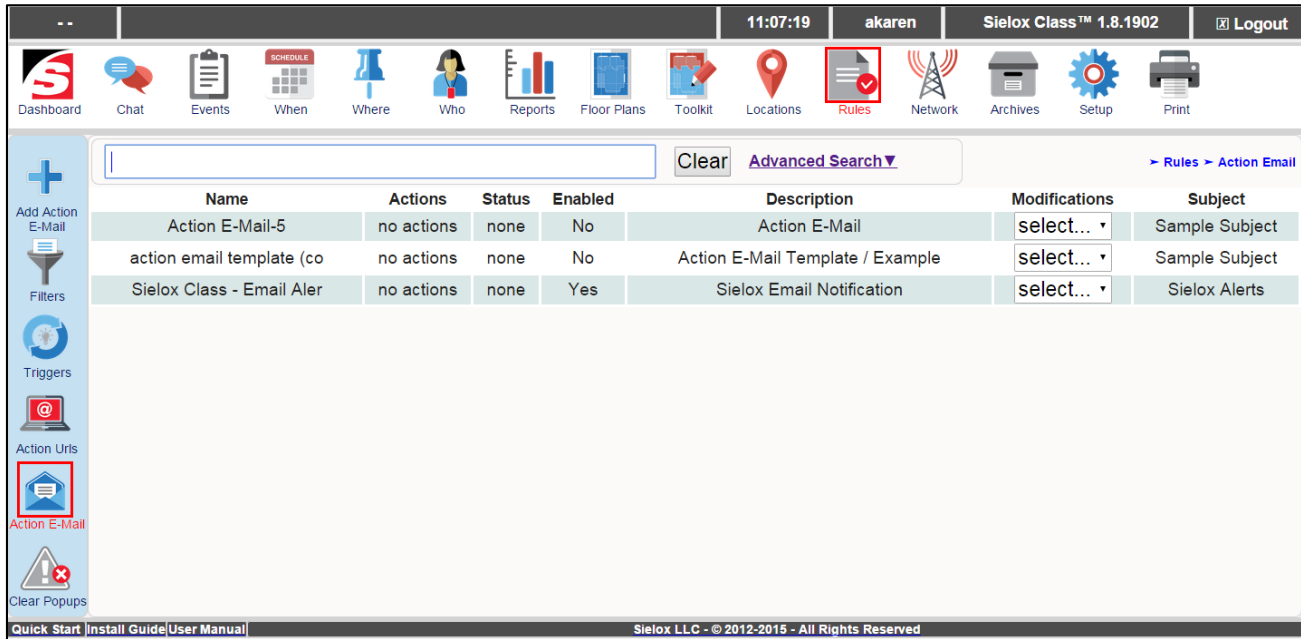 - - 11:07:19 akaren Sielox Class™ 1.8.1902 Logout
SCHEDULE
Dashboard Chat Events When Where Who Reports Floor Plans Toolkit Locations Rules Network Archives Setup Print
Clear Advanced Search▼ ➢ Rules ➢ Action Email
Add Action
E-Mail
Filters
Triggers
@
Action Urls
Action E-Mail
Clear Popups
Name Actions Status Enabled Description Modifications Subject
Action E-Mail-5 no actions none No Action E-Mail select... Sample Subject
action email template (co no actions none No Action E-Mail Template / Example select... Sample Subject
Sielox Class - Email Aler no actions none Yes Sielox Email Notification select... Sielox Alerts
Quick Start |Install Guide|User Manual| Sielox LLC - © 2012-2015 - All Rights Reserved